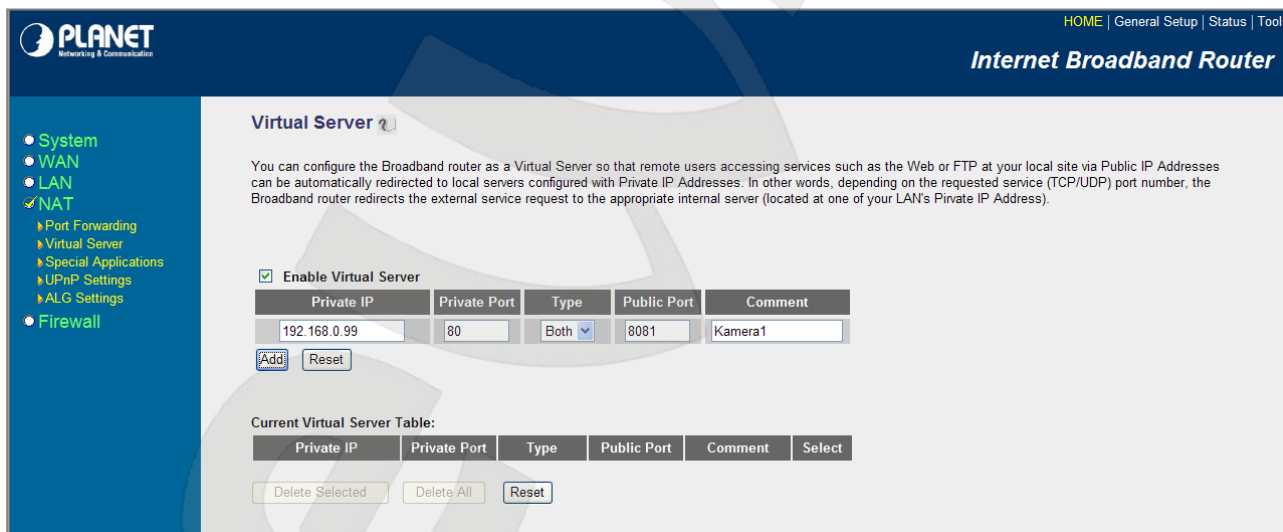 PLANET
Networking & Communication
HOME | General Setup | Status | Tool
Internet Broadband Router
System
WAN
LAN
NAT
Port Forwarding
Virtual Server
Special Applications
UPnP Settings
ALG Settings
Firewall
Virtual Server
You can configure the Broadband router as a Virtual Server so that remote users accessing services such as the Web or FTP at your local site via Public IP Addresses
can be automatically redirected to local servers configured with Private IP Addresses. In other words, depending on the requested service (TCP/UDP) port number, the
Broadband router redirects the external service request to the appropriate internal server (located at one of your LAN's Pirvate IP Address).
Enable Virtual Server
Private IP Private Port Type Public Port Comment
192.168.0.99 80 Both 8081 Kamera1
Add Reset
Current Virtual Server Table:
Private IP Private Port Type Public Port Comment Select
Delete Selected Delete All Reset